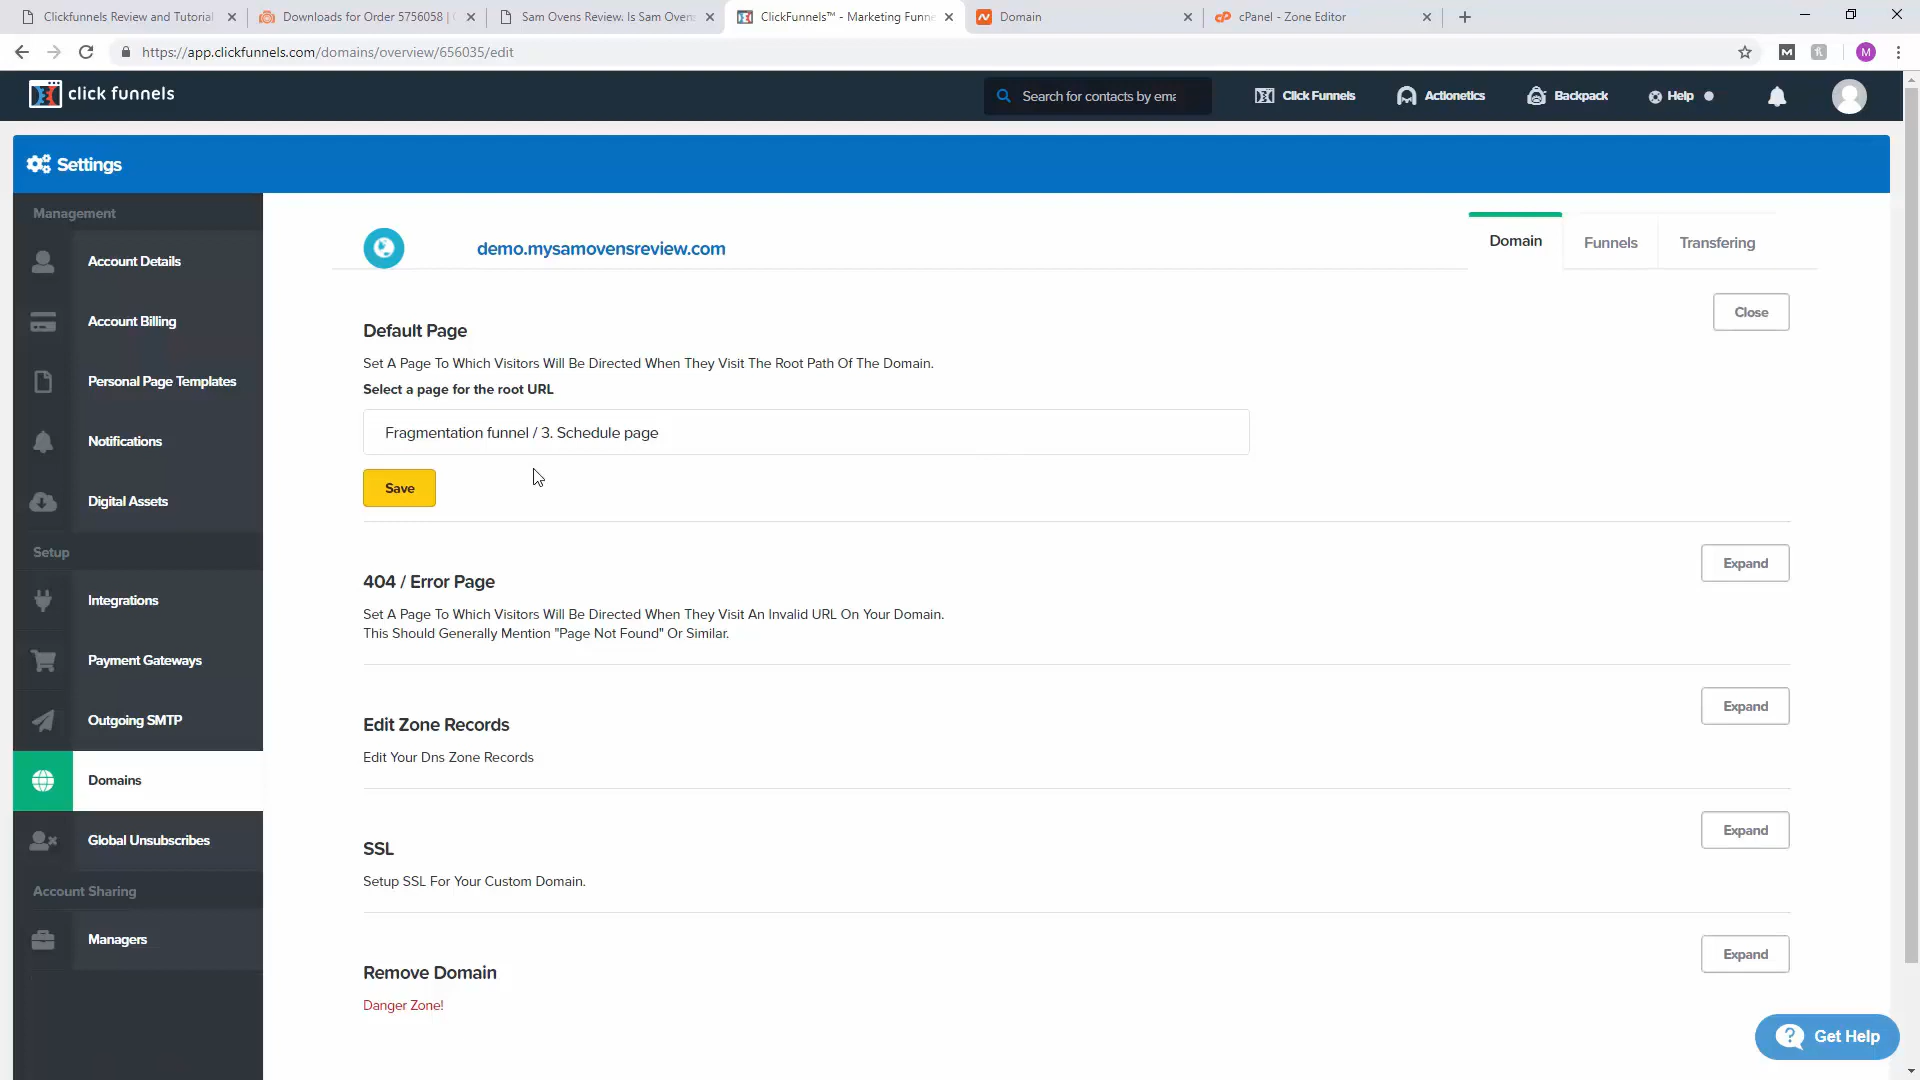 Clickfunnels Review and Tutorial
Downloads for Order 5756058 |
Sam Ovens Review. Is Sam Ovens
ClickFunnels™ - Marketing Funne
Domain
cPanel - Zone Editor
M
https://app.clickfunnels.com/domains/overview/656035/edit
M
click funnels
Search for contacts by ema
Click Funnels
Actionetics
Backpack
Help
Settings
Management
Account Details
Account Billing
Personal Page Templates
Notifications
Digital Assets
Setup
Integrations
Payment Gateways
Outgoing SMTP
Domains
Global Unsubscribes
Account Sharing
Managers
demo.mysamovensreview.com
Domain
Funnels
Transfering
Close
Default Page
Set A Page To Which Visitors Will Be Directed When They Visit The Root Path Of The Domain.
Select a page for the root URL
Fragmentation funnel / 3. Schedule page
Save
Expand
404 / Error Page
Set A Page To Which Visitors Will Be Directed When They Visit An Invalid URL On Your Domain.
This Should Generally Mention "Page Not Found" Or Similar.
Expand
Edit Zone Records
Edit Your Dns Zone Records
Expand
SSL
Setup SSL For Your Custom Domain.
Expand
Remove Domain
Danger Zone!
Get Help